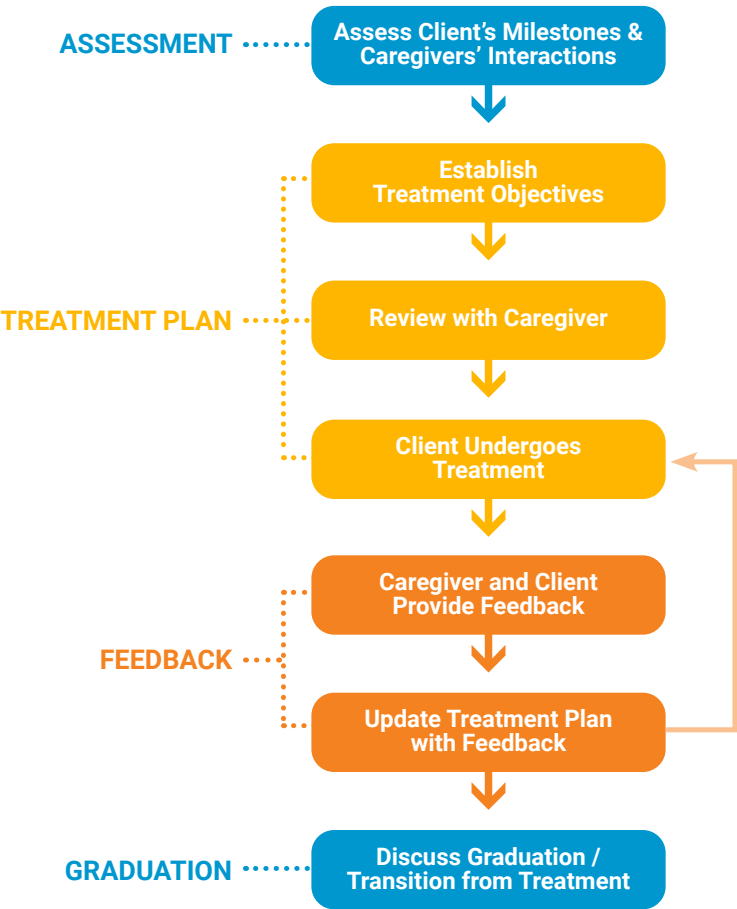 ASSESSMENT
Assess Client's Milestones &
Caregivers' Interactions
Establish
Treatment Objectives
TREATMENT PLAN
Review with Caregiver
Client Undergoes
Treatment
Caregiver and Client
Provide Feedback
FEEDBACK
Update Treatment Plan
with Feedback
GRADUATION
Discuss Graduation /
Transition from Treatment